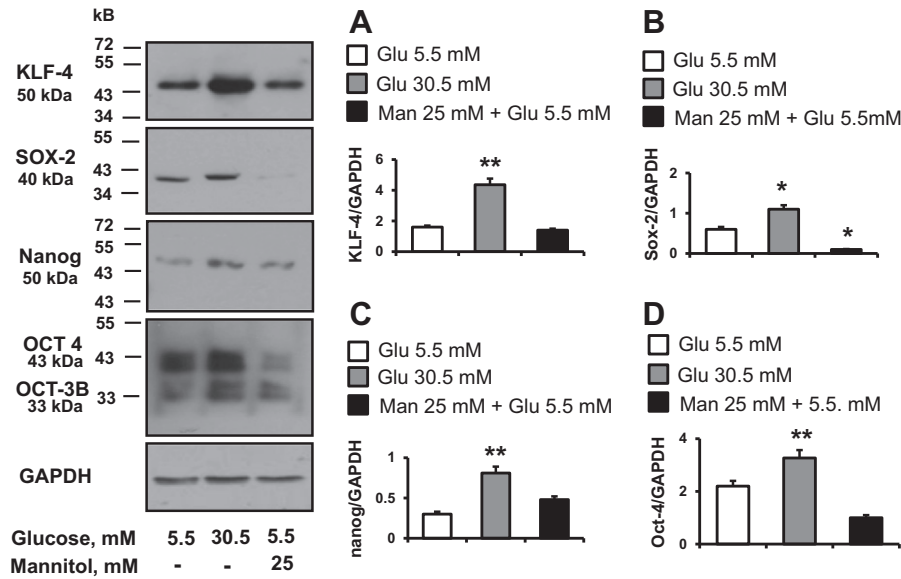 kB
72
55
43
34
KLF-4
50 kDa
55
43
34
SOX-2
40 kDa
72
55
43
43
Nanog
50 kDa
55
43
33
OCT 4
43 kDa
OCT-3B
33 kDa
GAPDH
Glucose, mM 5.5 30.5 5.5
Mannitol, mM - - 25
A
Glu 5.5 mM
Glu 30.5 mM
Man 25 mM + Glu 5.5 mM
KLF-4/GAPDH
6
4
2
0
**
B
Glu 5.5 mM
Glu 30.5 mM
Man 25 mM + Glu 5.5mM
Sox-2/GAPDH
2
1
0
*
*
C
Glu 5.5 mM
Glu 30.5 mM
Man 25 mM + Glu 5.5 mM
nanog/GAPDH
1
0.5
0
**
D
Glu 5.5 mM
Glu 30.5 mM
Man 25 mM + 5.5. mM
Oct-4/GAPDH
4
2
0
**